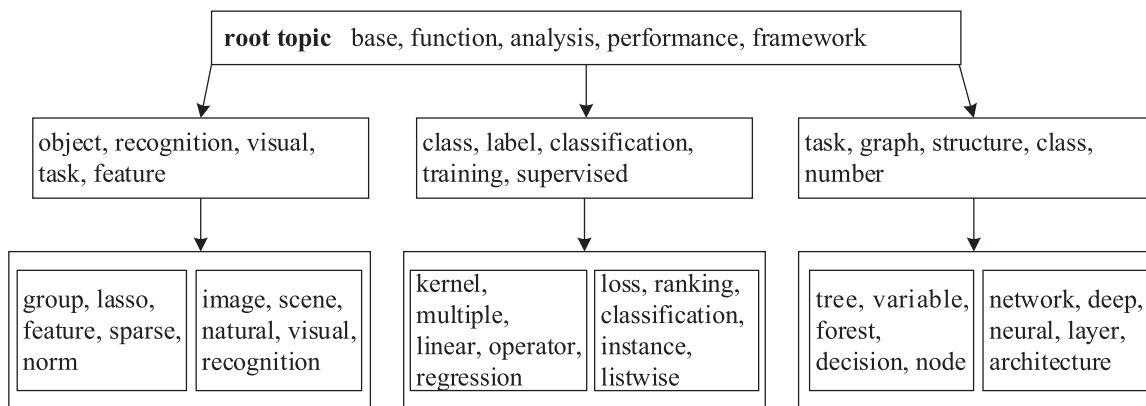 root topic base, function, analysis, performance, framework
object, recognition, visual,
task, feature
class, label, classification,
training, supervised
task, graph, structure, class,
number
group, lasso,
feature, sparse,
norm
image, scene,
natural, visual,
recognition
kernel,
multiple,
linear, operator,
regression
loss, ranking,
classification,
instance,
listwise
tree, variable,
forest,
decision, node
network, deep,
neural, layer,
architecture